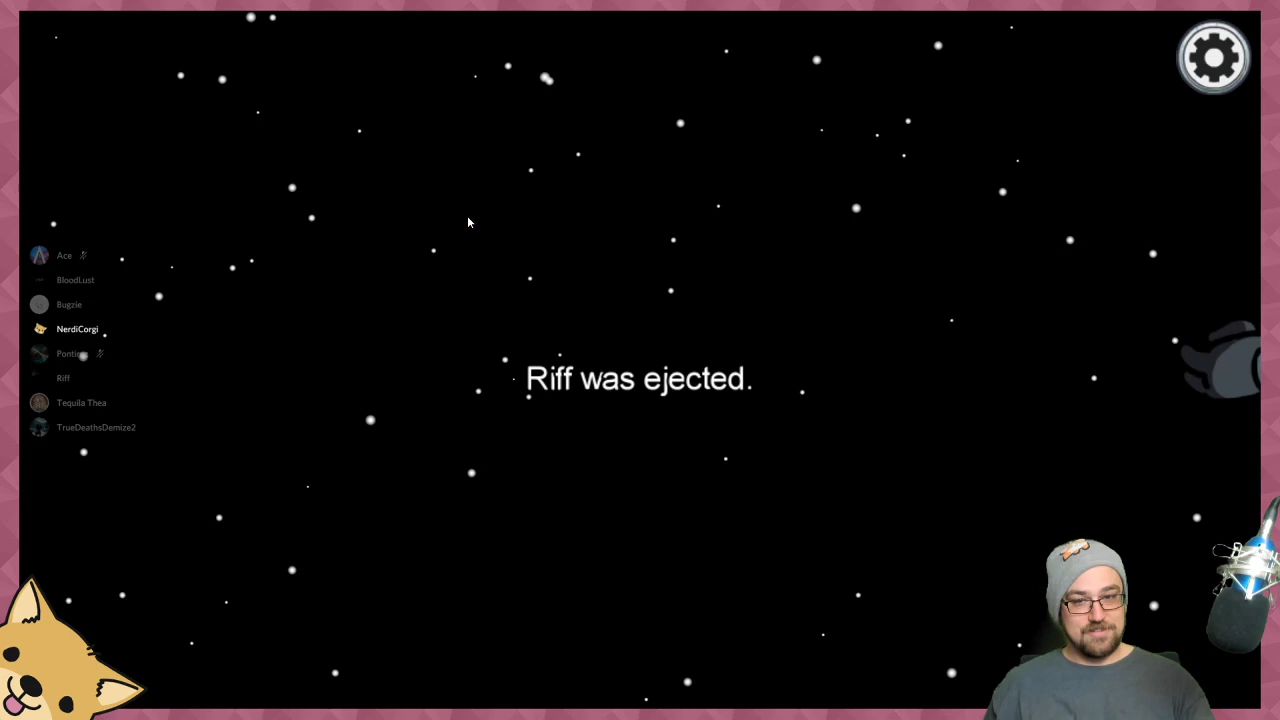 Ace
BloodLust
Bugzie
NerdiCorgi
Riff
Tequila Thea
TrueDeathsDemize2
Riff was ejected.